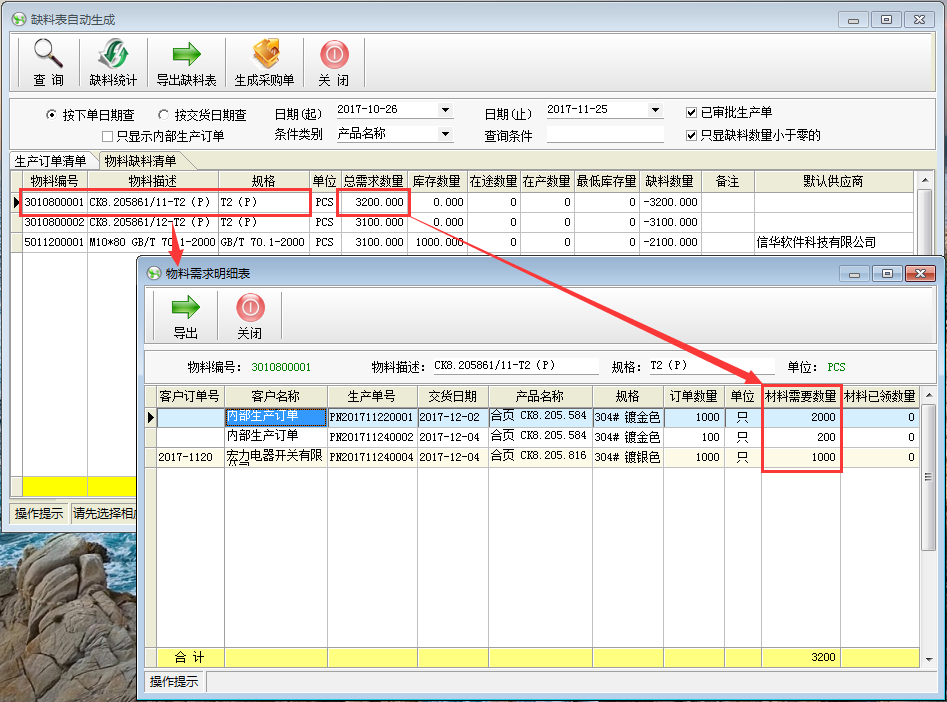 缺料表自动生成
查 询 缺料统计 导出缺料表 生成采购单 关 闭
按下单日期查 按交货日期查 日期(起) 2017-10-26 日期(止) 2017-11-25 已审批生产单
只显示内部生产订单 条件类别 产品名称 查询条件 只显缺料数量小于零的
生产订单清单 物料缺料清单
物料编号 物料描述 规格 单位 总需求数量 库存数量 在途数量 在产数量 最低库存量 缺料数量 备注 默认供应商
3010800001 CK8.205861/11-T2 (P) T2 (P) PCS 3200.000 0.000 0 0 0 -3200.000
3010800002 CK8.205861/12-T2 (P) T2 (P) PCS 3100.000 0.000 0 0 0 -3100.000
5011200001 M10*80 GB/T 70.1-2000 GB/T 70.1-2000 PCS 3100.000 1000.000 0 0 0 -2100.000 信华软件科技有限公司
物料需求明细表
导出 关闭
物料编号: 3010800001 物料描述: CK8.205861/11-T2 (P) 规格: T2 (P) 单位: PCS
客户订单号 客户名称 生产单号 交货日期 产品名称 规格 订单数量 单位 材料需要数量 材料已领数量
内部生产订单 PN201711220001 2017-12-02 合页 CK8.205.584 304# 镀金色 1000 只 2000 0
内部生产订单 PN201711240002 2017-12-04 合页 CK8.205.584 304# 镀金色 100 只 200 0
2017-1120 宏力电器开关有限 PN201711240004 2017-12-04 合页 CK8.205.816 304# 镀银色 1000 只 1000 0
合 计 3200
操作提示
操作提示 请先选择相